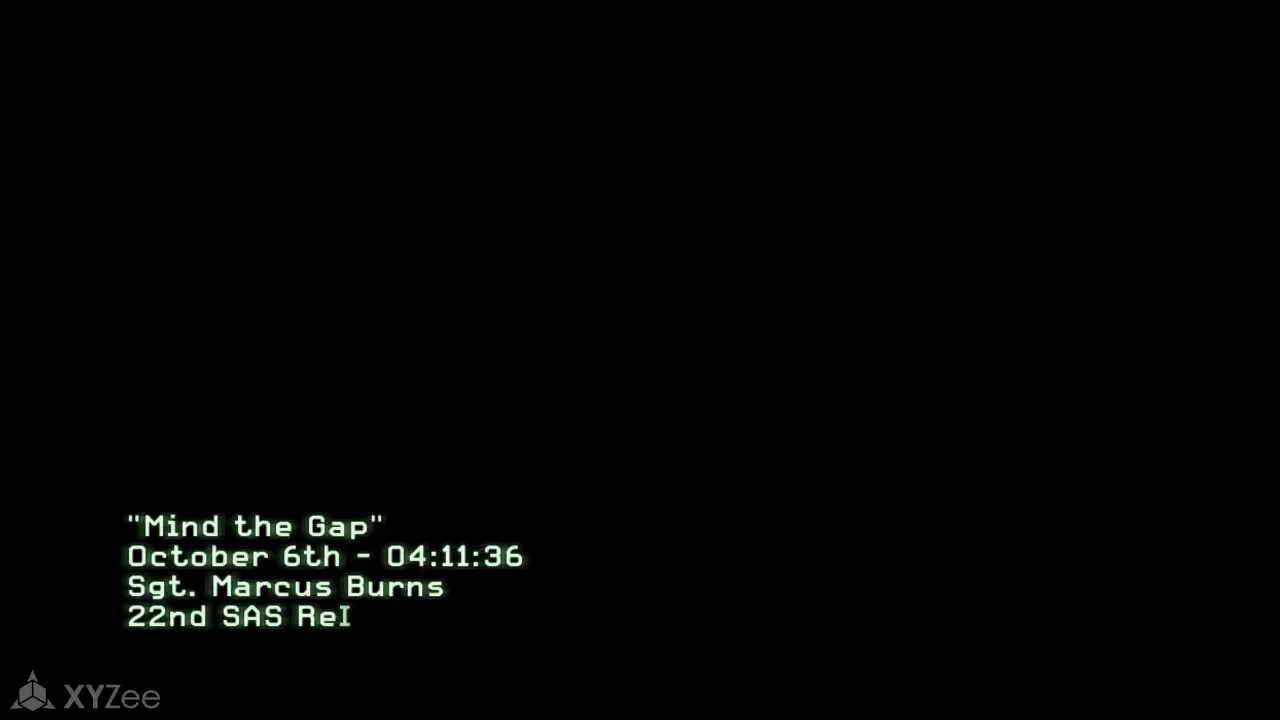 "Mind the Gap"
October 6th - 04:11:36
Sgt. Marcus Burns
22nd SAS ReI
XYZee